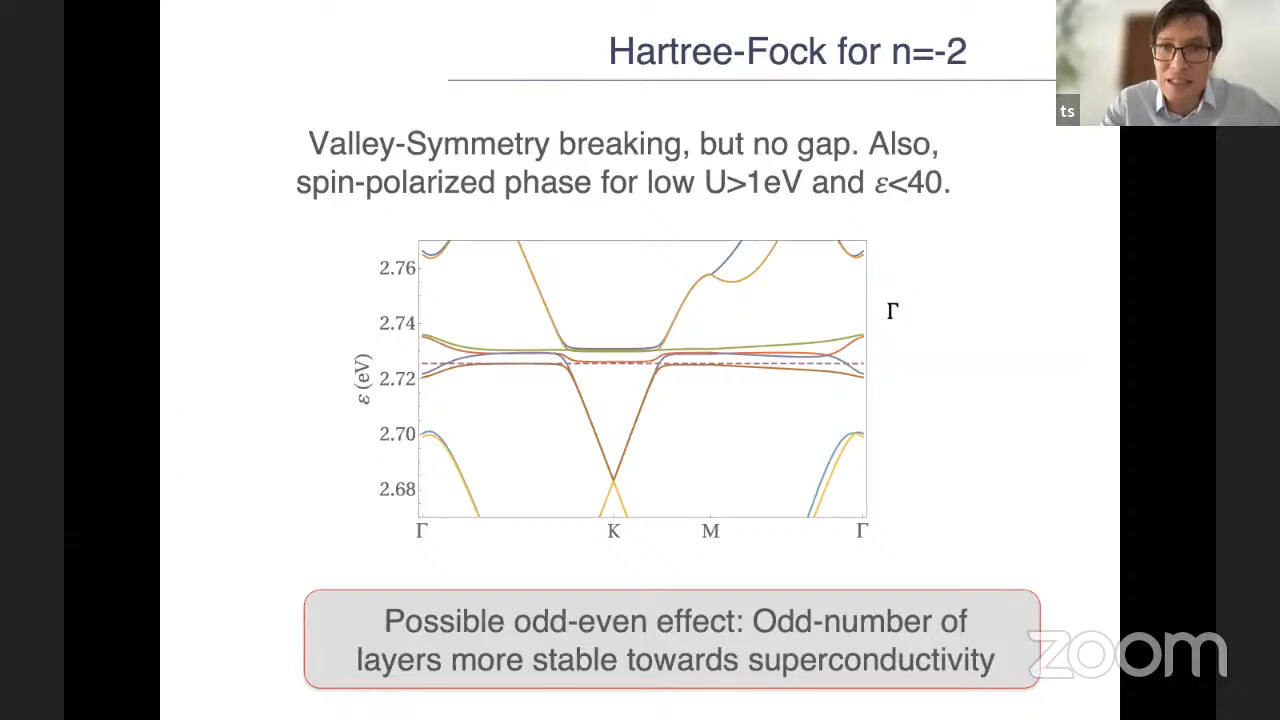 Hartree-Fock for n=-2
ts
Valley-Symmetry breaking, but no gap. Also,
spin-polarized phase for low U>1eV and ε<40.
2.76
2.74
2.72
2.70
2.68
ε (eV)
Γ
K
M
Γ
Γ
Possible odd-even effect: Odd-number of
layers more stable towards superconductivity
zoom